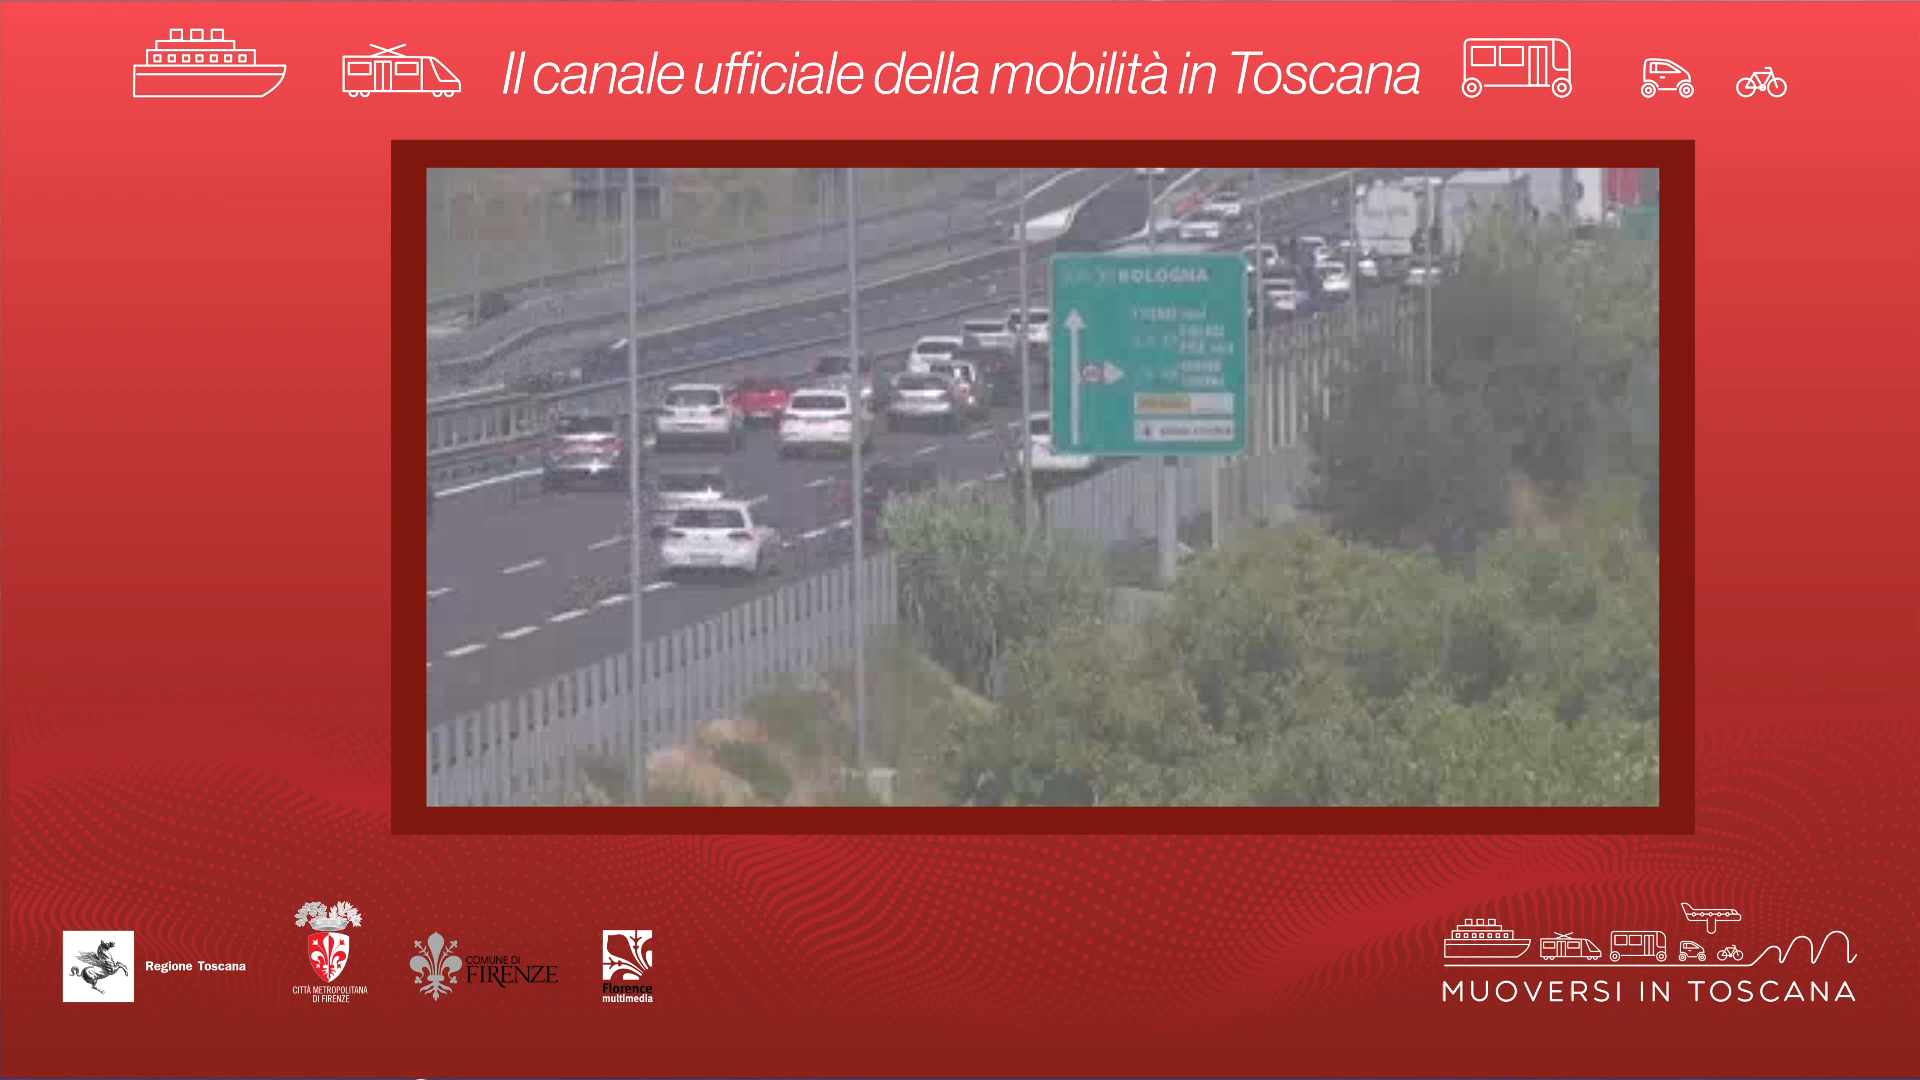 Il canale ufficiale della mobilità in Toscana
BOLOGNA
Regione Toscana
CITTÀ METROPOLITANA
DI FIRENZE
COMUNE DI
FIRENZE
Florence
multimedia
MUOVERSI IN TOSCANA